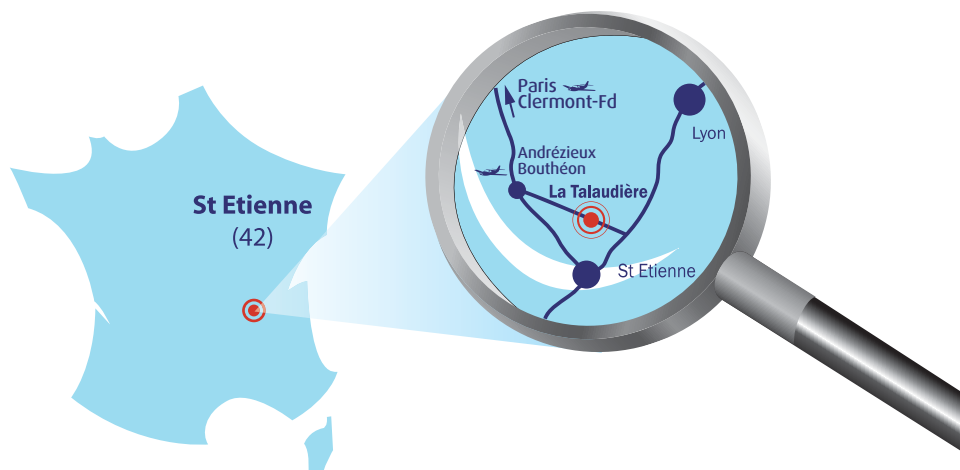 St Etienne
(42)
Paris
Clermont-Fd
Lyon
Andrézieux
Bouthéon
La Talaudière
St Etienne